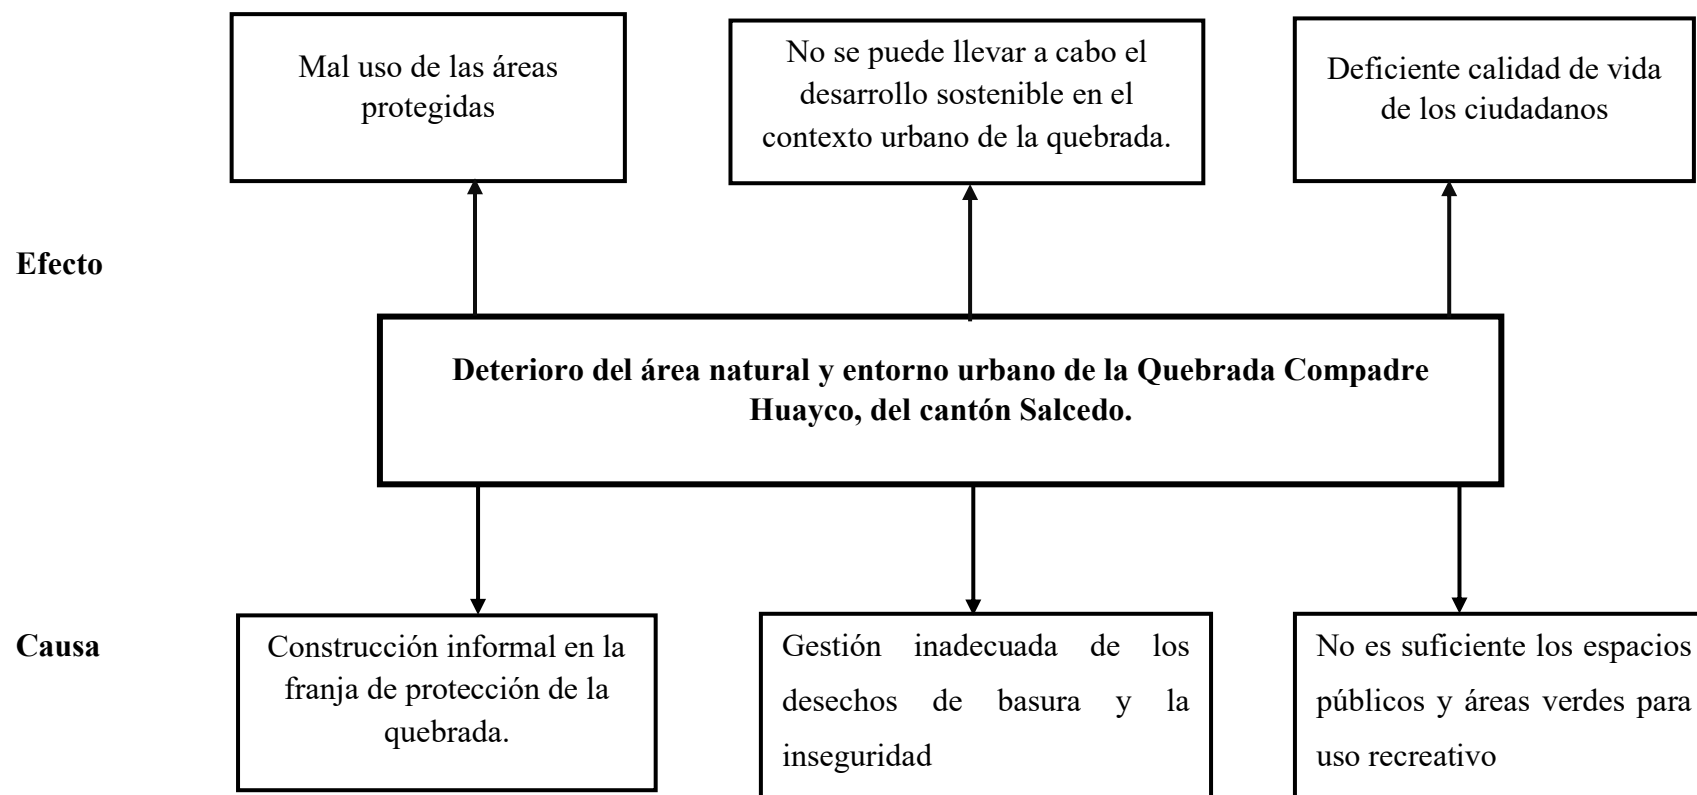 Mal uso de las áreas
protegidas
No se puede llevar a cabo el
desarrollo sostenible en el
contexto urbano de la quebrada.
Deficiente calidad de vida
de los ciudadanos
Efecto
Deterioro del área natural y entorno urbano de la Quebrada Compadre
Huayco, del cantón Salcedo.
Causa
Construcción informal en la
franja de protección de la
quebrada.
Gestión inadecuada de los
desechos de basura y la
inseguridad
No es suficiente los espacios
públicos y áreas verdes para
uso recreativo